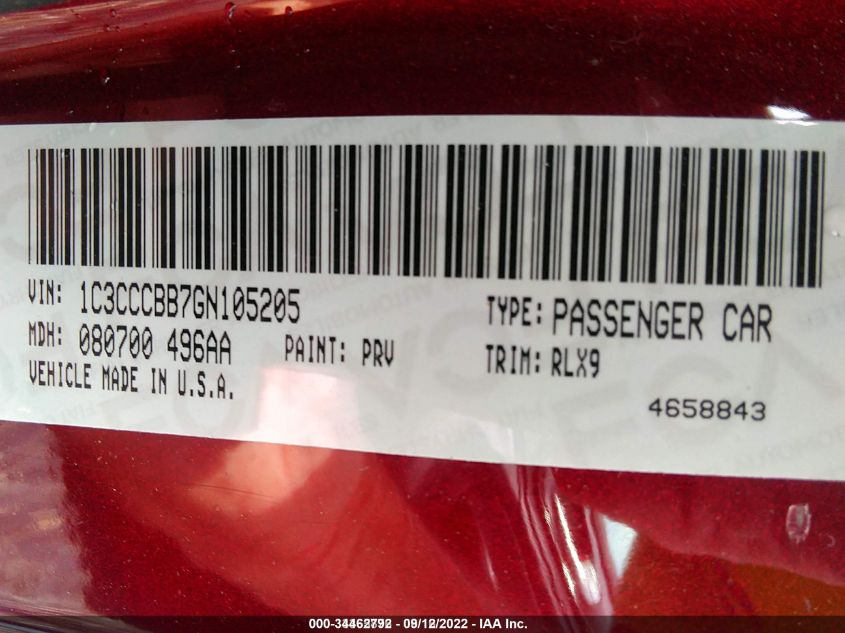 VIN: 1C3CCCBB7GN105205
TYPE: PASSENGER CAR
MDH: 080700 496AA
PAINT: PRV
TRIM: RLX9
VEHICLE MADE IN U.S.A.
4658843
000-34462792 - 09/12/2022 - IAA Inc.